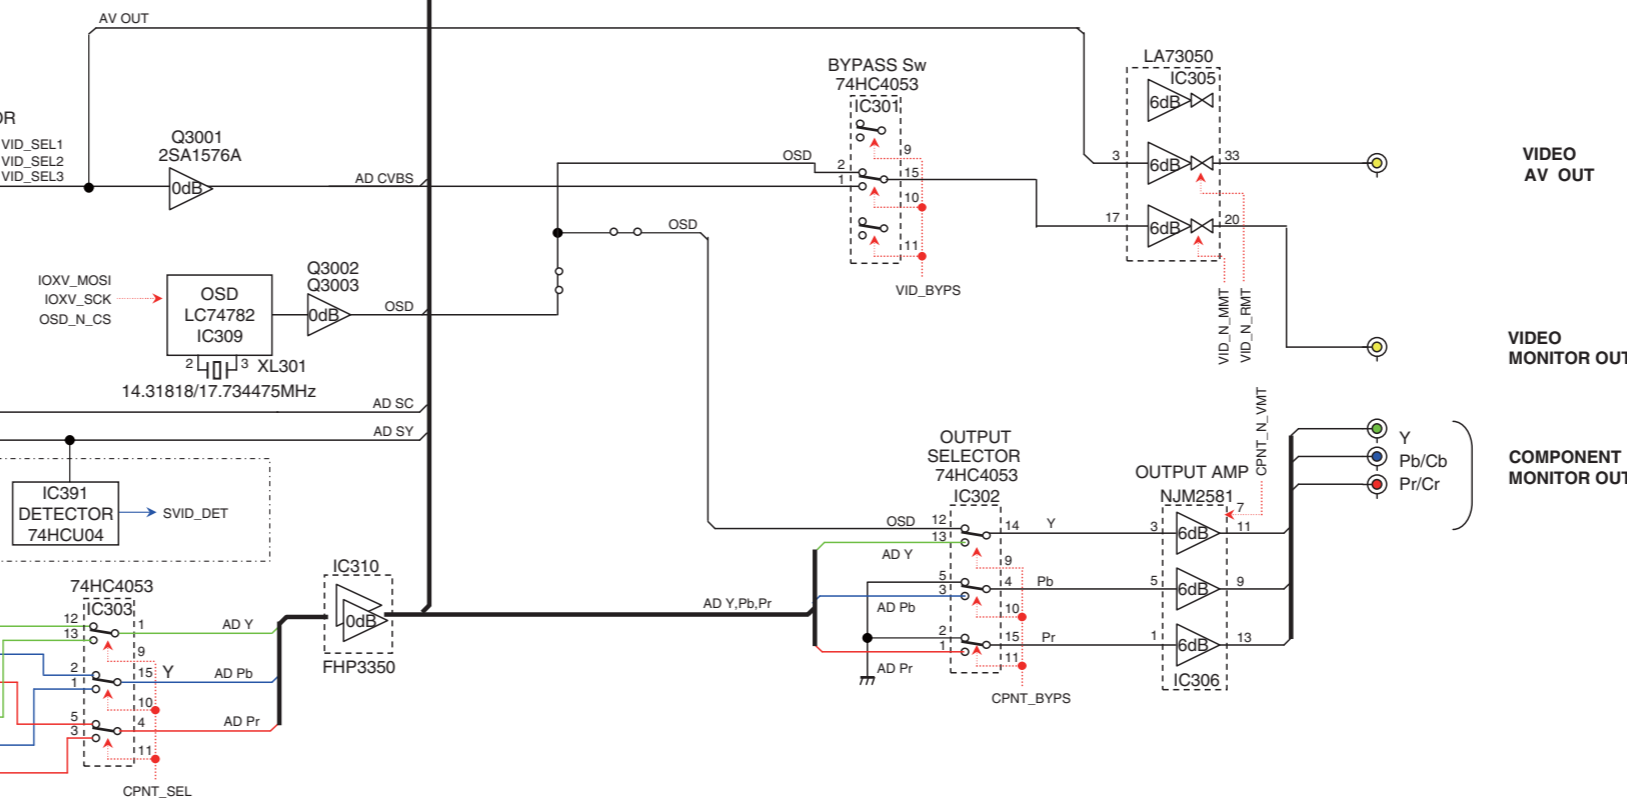 AV OUT
OR
VID_SEL1
VID_SEL2
VID_SEL3
Q3001
2SA1576A
0dB
AD CVBS
IOXV_MOSI
IOXV_SCK
OSD_N_CS
OSD
LC74782
IC309
Q3002
Q3003
0dB
OSD
2
3
XL301
14.31818/17.734475MHz
AD SC
AD SY
IC391
DETECTOR
74HCU04
SVID_DET
74HC4053
IC303
12
13
1
AD Y
9
2
1
15
Y
AD Pb
10
5
3
4
AD Pr
11
CPNT_SEL
IC310
0dB
FHP3350
AD Y,Pb,Pr
BYPASS Sw
74HC4053
IC301
9
OSD
2
1
15
10
11
VID_BYPS
OSD
LA73050
IC305
6dB
3
6dB
33
17
6dB
20
VID_N_MMT
VID_N_RMT
VIDEO
AV OUT
VIDEO
MONITOR OUT
OUTPUT
SELECTOR
74HC4053
IC302
OSD
12
13
14
Y
AD Y
9
5
3
4
Pb
AD Pb
10
2
1
15
Pr
11
AD Pr
CPNT_BYPS
OUTPUT AMP
NJM2581
CPNT_N_VMT
7
3
6dB
11
5
6dB
9
1
6dB
13
IC306
Y
Pb/Cb
Pr/Cr
COMPONENT
MONITOR OUT